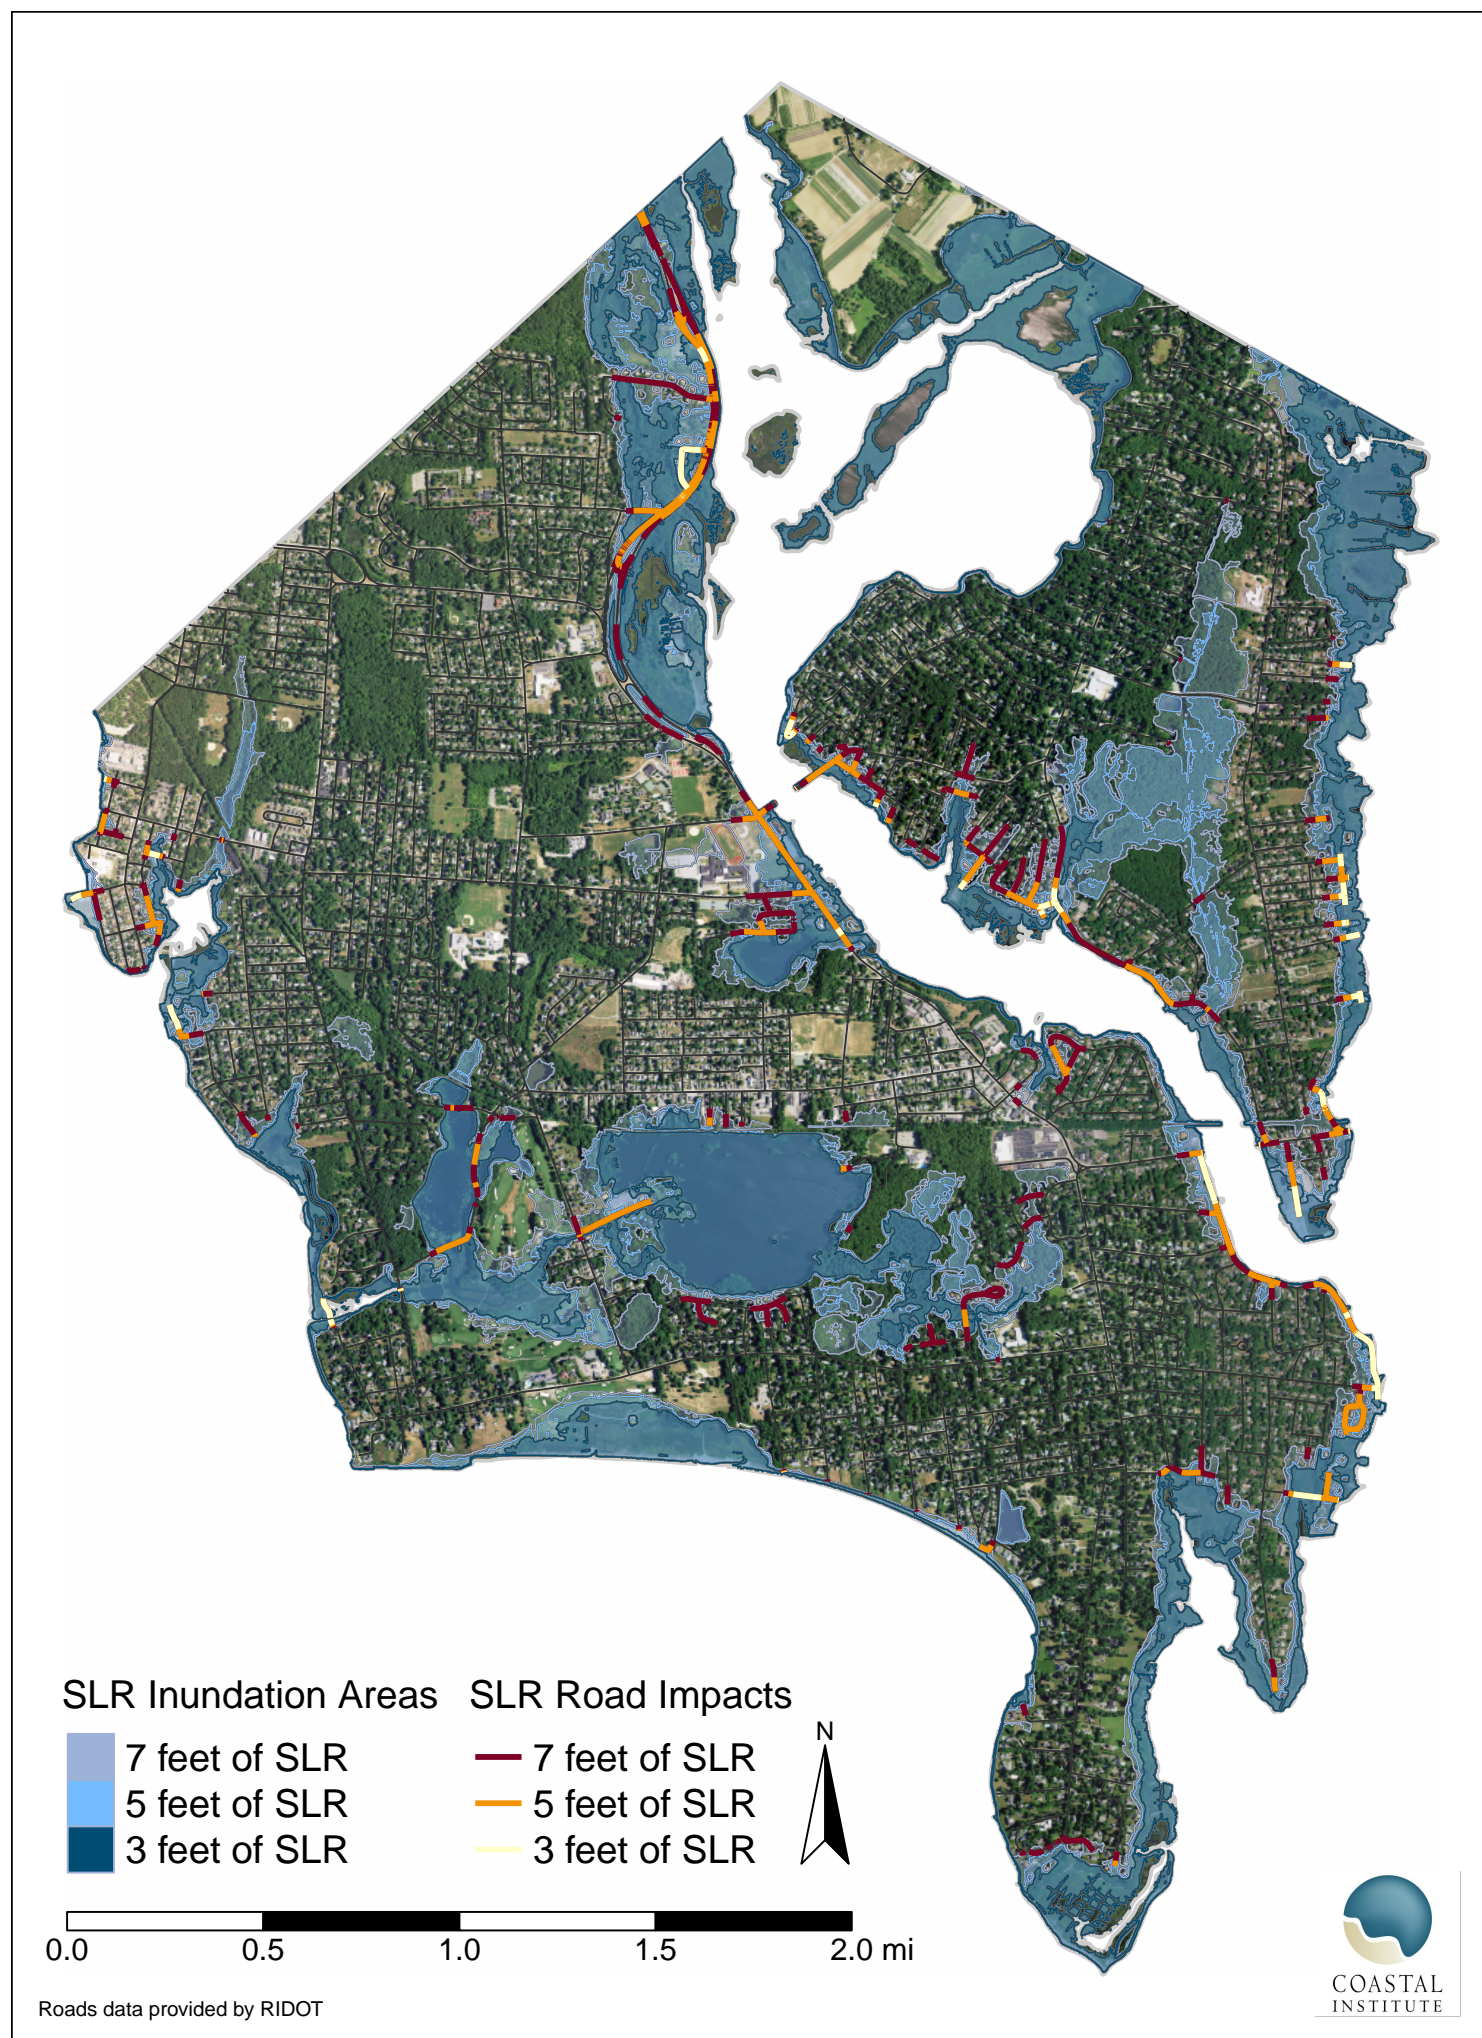 SLR Inundation Areas
7 feet of SLR
5 feet of SLR
3 feet of SLR
SLR Road Impacts
7 feet of SLR
5 feet of SLR
3 feet of SLR
N
0.0 0.5 1.0 1.5 2.0 mi
Roads data provided by RIDOT
COASTAL
INSTITUTE